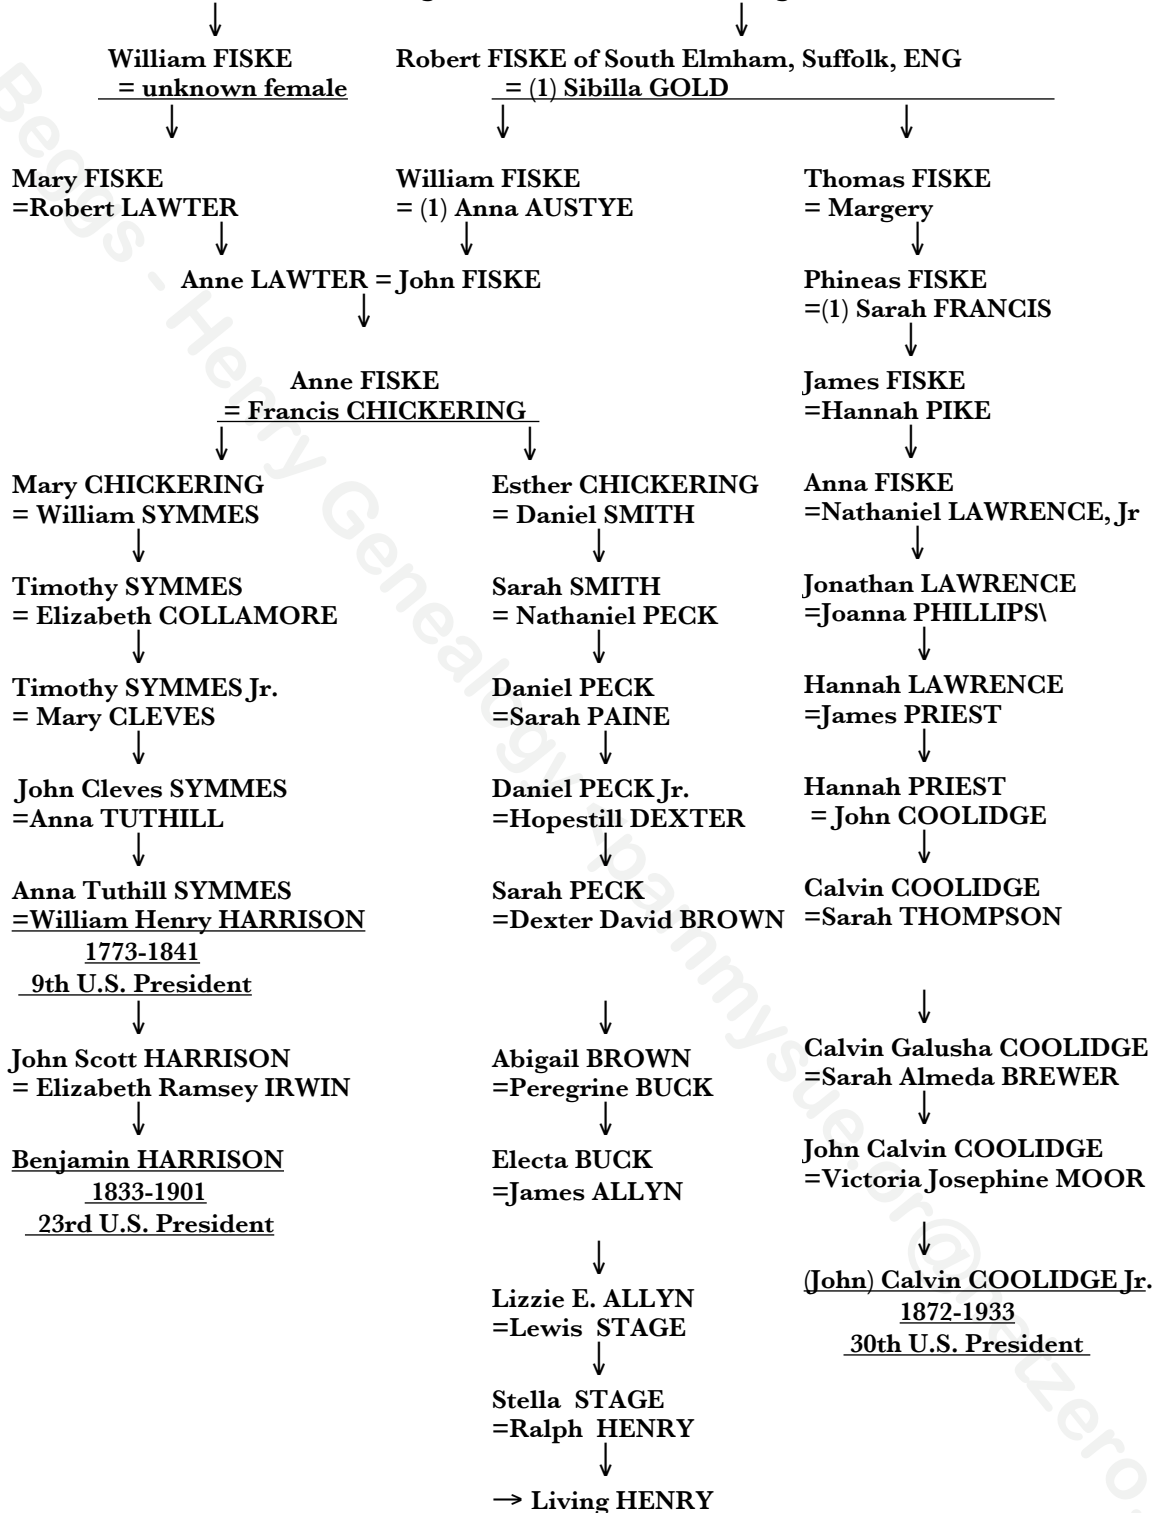 William FISKE
= unknown female
Robert FISKE of South Elmham, Suffolk, ENG
= (1) Sibilla GOLD
Mary FISKE
=Robert LAWTER
William FISKE
= (1) Anna AUSTYE
Thomas FISKE
= Margery
Anne LAWTER = John FISKE
Phineas FISKE
=(1) Sarah FRANCIS
Anne FISKE
= Francis CHICKERING
James FISKE
=Hannah PIKE
Mary CHICKERING
= William SYMMES
Esther CHICKERING
= Daniel SMITH
Anna FISKE
=Nathaniel LAWRENCE, Jr
Timothy SYMMES
= Elizabeth COLLAMORE
Sarah SMITH
= Nathaniel PECK
Jonathan LAWRENCE
=Joanna PHILLIPS\
Timothy SYMMES Jr.
= Mary CLEVES
Daniel PECK
=Sarah PAINE
Hannah LAWRENCE
=James PRIEST
John Cleves SYMMES
=Anna TUTHILL
Daniel PECK Jr.
=Hopestill DEXTER
Hannah PRIEST
= John COOLIDGE
Anna Tuthill SYMMES
=William Henry HARRISON
1773-1841
9th U.S. President
Sarah PECK
=Dexter David BROWN
Calvin COOLIDGE
=Sarah THOMPSON
John Scott HARRISON
= Elizabeth Ramsey IRWIN
Abigail BROWN
=Peregrine BUCK
Calvin Galusha COOLIDGE
=Sarah Almeda BREWER
Benjamin HARRISON
1833-1901
23rd U.S. President
Electa BUCK
=James ALLYN
John Calvin COOLIDGE
=Victoria Josephine MOOR
Lizzie E. ALLYN
=Lewis STAGE
(John) Calvin COOLIDGE Jr.
1872-1933
30th U.S. President
Stella STAGE
=Ralph HENRY
→ Living HENRY
Beggs - Henry Genealogy